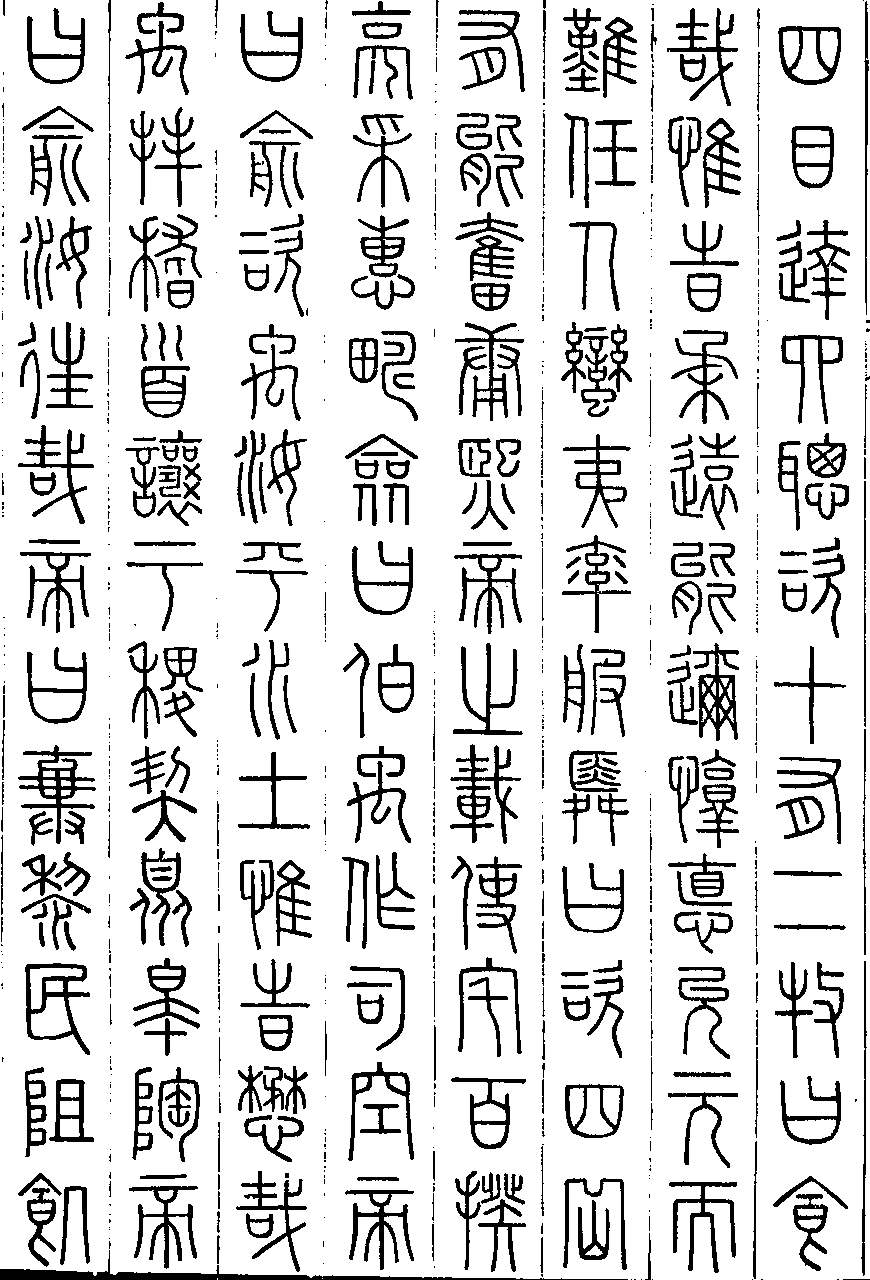 四目達四聰咨十有二牧曰食
哉惟時柔遠能邇惇德允元而
難任人蠻夷率服舜曰咨四岳
有能奮庸熙帝之載使宅百揆
亮采惠疇僉曰伯禹作司空帝
曰俞咨禹汝平水土惟時懋哉
禹拜稽首讓于稷契暨皋陶帝
曰俞汝往哉帝曰棄黎民阻飢